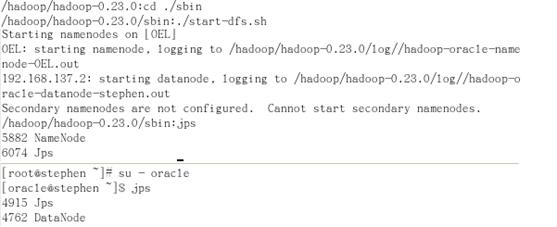 /hadoop/hadoop-0.23.0:cd ./sbin
/hadoop/hadoop-0.23.0/sbin:./start-dfs.sh
Starting namenodes on [OEL]
OEL: starting namenode, logging to /hadoop/hadoop-0.23.0/log//hadoop-oracle-name
node-OEL.out
192.168.137.2: starting datanode, logging to /hadoop/hadoop-0.23.0/log//hadoop-o
racle-datanode-stephen.out
Secondary namenodes are not configured.  Cannot start secondary namenodes.
/hadoop/hadoop-0.23.0/sbin:jps
5882 NameNode
6074 Jps
[root@stephen ~]# su - oracle
[oracle@stephen ~]$ jps
4915 Jps
4762 DataNode